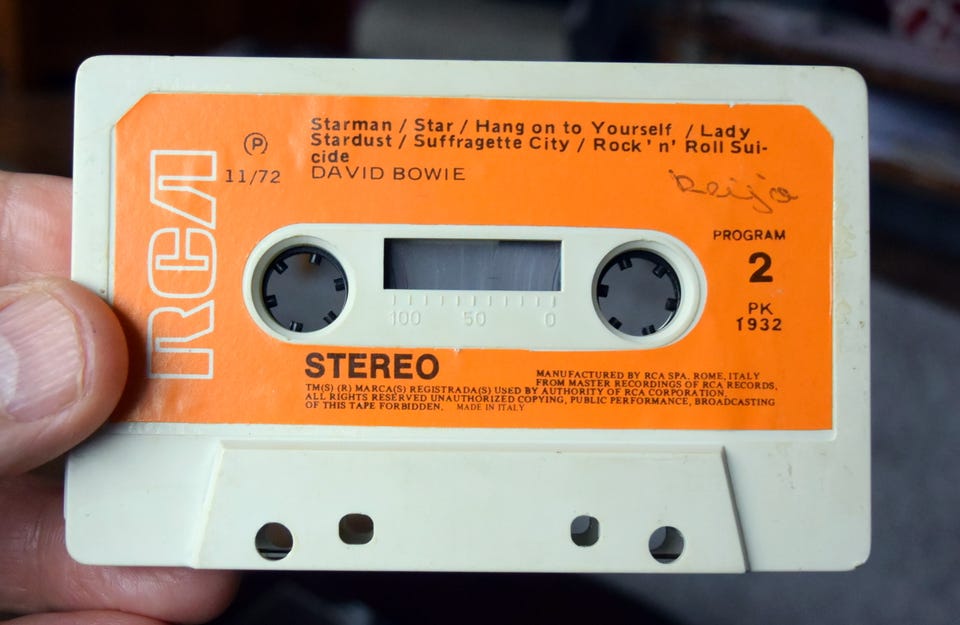 RCA
Ⓟ
11/72
Starman / Star / Hang on to Yourself / Lady
Stardust / Suffragette City / Rock' n' Roll Sui-
cide
DAVID BOWIE
keija
PROGRAM
2
PK
1932
100 50 0
STEREO
MANUFACTURED BY RCA SPA, ROME, ITALY
FROM MASTER RECORDINGS OF RCA RECORDS,
TM(S) (R) MARCA(S) REGISTRADA(S) USED BY AUTHORITY OF RCA CORPORATION.
ALL RIGHTS RESERVED UNAUTHORIZED COPYING, PUBLIC PERFORMANCE, BROADCASTING
OF THIS TAPE FORBIDDEN. MADE IN ITALY